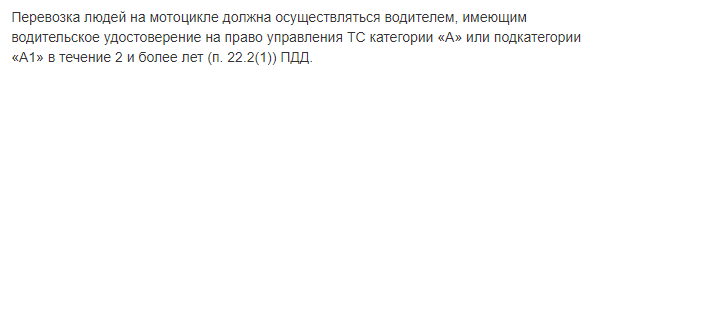 Перевозка людей на мотоцикле должна осуществляться водителем, имеющим
водительское удостоверение на право управления ТС категории «А» или подкатегории
«А1» в течение 2 и более лет (п. 22.2(1)) ПДД.